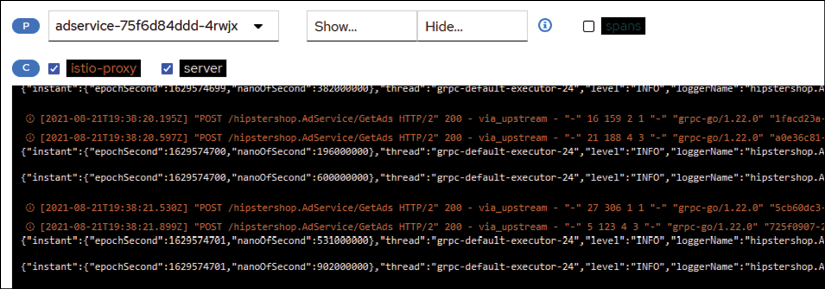 P adservice-75f6d84ddd-4rwjx Show... Hide... spans
C istio-proxy server
{"instant":{"epochSecond":1629574699,"nanoOfSecond":382000000},"thread":"grpc-default-executor-24","level":"INFO","loggerName":"hipstershop.A
[2021-08-21T19:38:20.195Z] "POST /hipstershop.AdService/GetAds HTTP/2" 200 - via_upstream - "-" 16 159 2 1 "-" "grpc-go/1.22.0" "1facd23a-
[2021-08-21T19:38:20.597Z] "POST /hipstershop.AdService/GetAds HTTP/2" 200 - via_upstream - "-" 21 188 4 3 "-" "grpc-go/1.22.0" "a0e36c81-
{"instant":{"epochSecond":1629574700,"nanoOfSecond":196000000},"thread":"grpc-default-executor-24","level":"INFO","loggerName":"hipstershop.A
{"instant":{"epochSecond":1629574700,"nanoOfSecond":600000000},"thread":"grpc-default-executor-24","level":"INFO","loggerName":"hipstershop.A
[2021-08-21T19:38:21.530Z] "POST /hipstershop.AdService/GetAds HTTP/2" 200 - via_upstream - "-" 27 306 1 1 "-" "grpc-go/1.22.0" "5cb60dc3-
[2021-08-21T19:38:21.899Z] "POST /hipstershop.AdService/GetAds HTTP/2" 200 - via_upstream - "-" 5 123 4 3 "-" "grpc-go/1.22.0" "725f0907-2
{"instant":{"epochSecond":1629574701,"nanoOfSecond":531000000},"thread":"grpc-default-executor-24","level":"INFO","loggerName":"hipstershop.A
{"instant":{"epochSecond":1629574701,"nanoOfSecond":902000000},"thread":"grpc-default-executor-24","level":"INFO","loggerName":"hipstershop.A